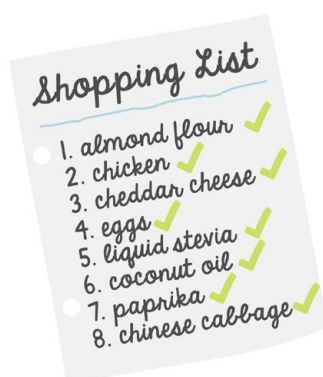 Shopping List
1. almond flour
2. chicken
3. cheddar cheese
4. eggs
5. liquid stevia
6. coconut oil
7. paprika
8. chinese cabbage